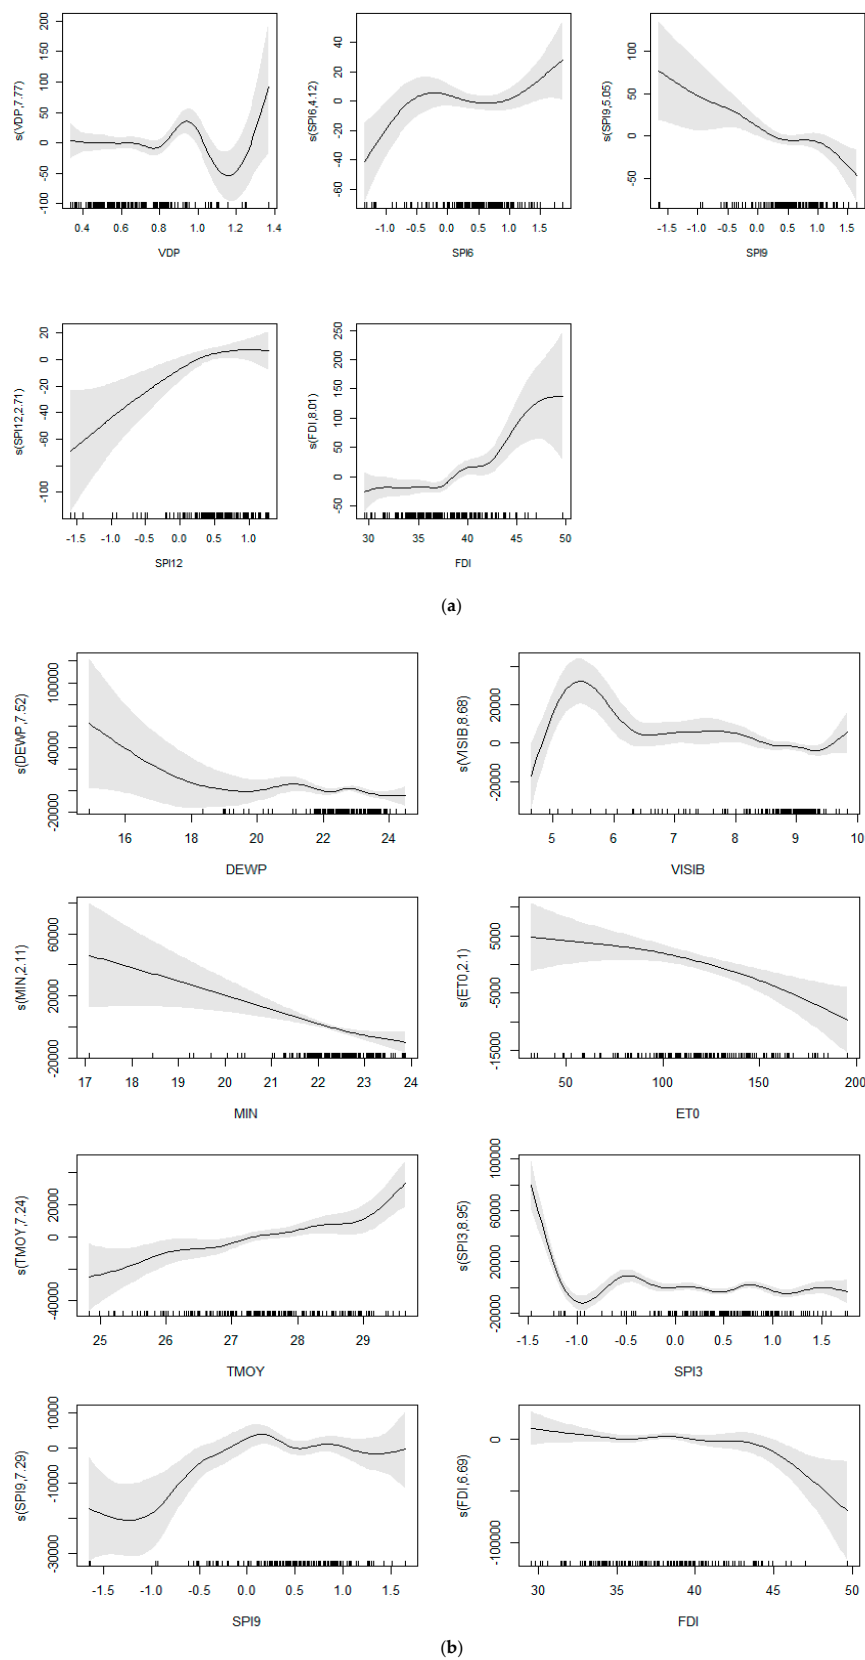 s(VDP,7.77)
200
150
100
50
0
-50
-100
0.4 0.6 0.8 1.0 1.2 1.4
VDP
s(SPI6,4.12)
40
20
0
-20
-60
-1.0 -0.5 0.0 0.5 1.0 1.5
SPI6
s(SPI9,5.05)
100
50
0
-50
-1.5 -1.0 -0.5 0.0 0.5 1.0 1.5
SPI9
s(SPI12,2.71)
20
0
-20
-40
-60
-100
-1.5 -1.0 -0.5 0.0 0.5 1.0
SPI12
s(FDI,8.01)
250
200
150
100
50
0
-50
30 35 40 45 50
FDI
(a)
s(DEWP,7.52)
100000
40000
-20000
16 18 20 22 24
DEWP
s(VISIB,8.68)
20000
0
-20000
5 6 7 8 9 10
VISIB
s(MIN,2.11)
60000
20000
-20000
17 18 19 20 21 22 23 24
MIN
s(ET0,2.1)
5000
-5000
-15000
50 100 150 200
ET0
s(TMOY,7.24)
20000
0
-40000
25 26 27 28 29
TMOY
s(SPI3,8.95)
100000
60000
20000
-20000
-1.5 -1.0 -0.5 0.0 0.5 1.0 1.5
SPI3
s(SPI9,7.29)
10000
0
-10000
-30000
-1.5 -1.0 -0.5 0.0 0.5 1.0 1.5
SPI9
s(FDI,6.69)
0
-100000
30 35 40 45 50
FDI
(b)